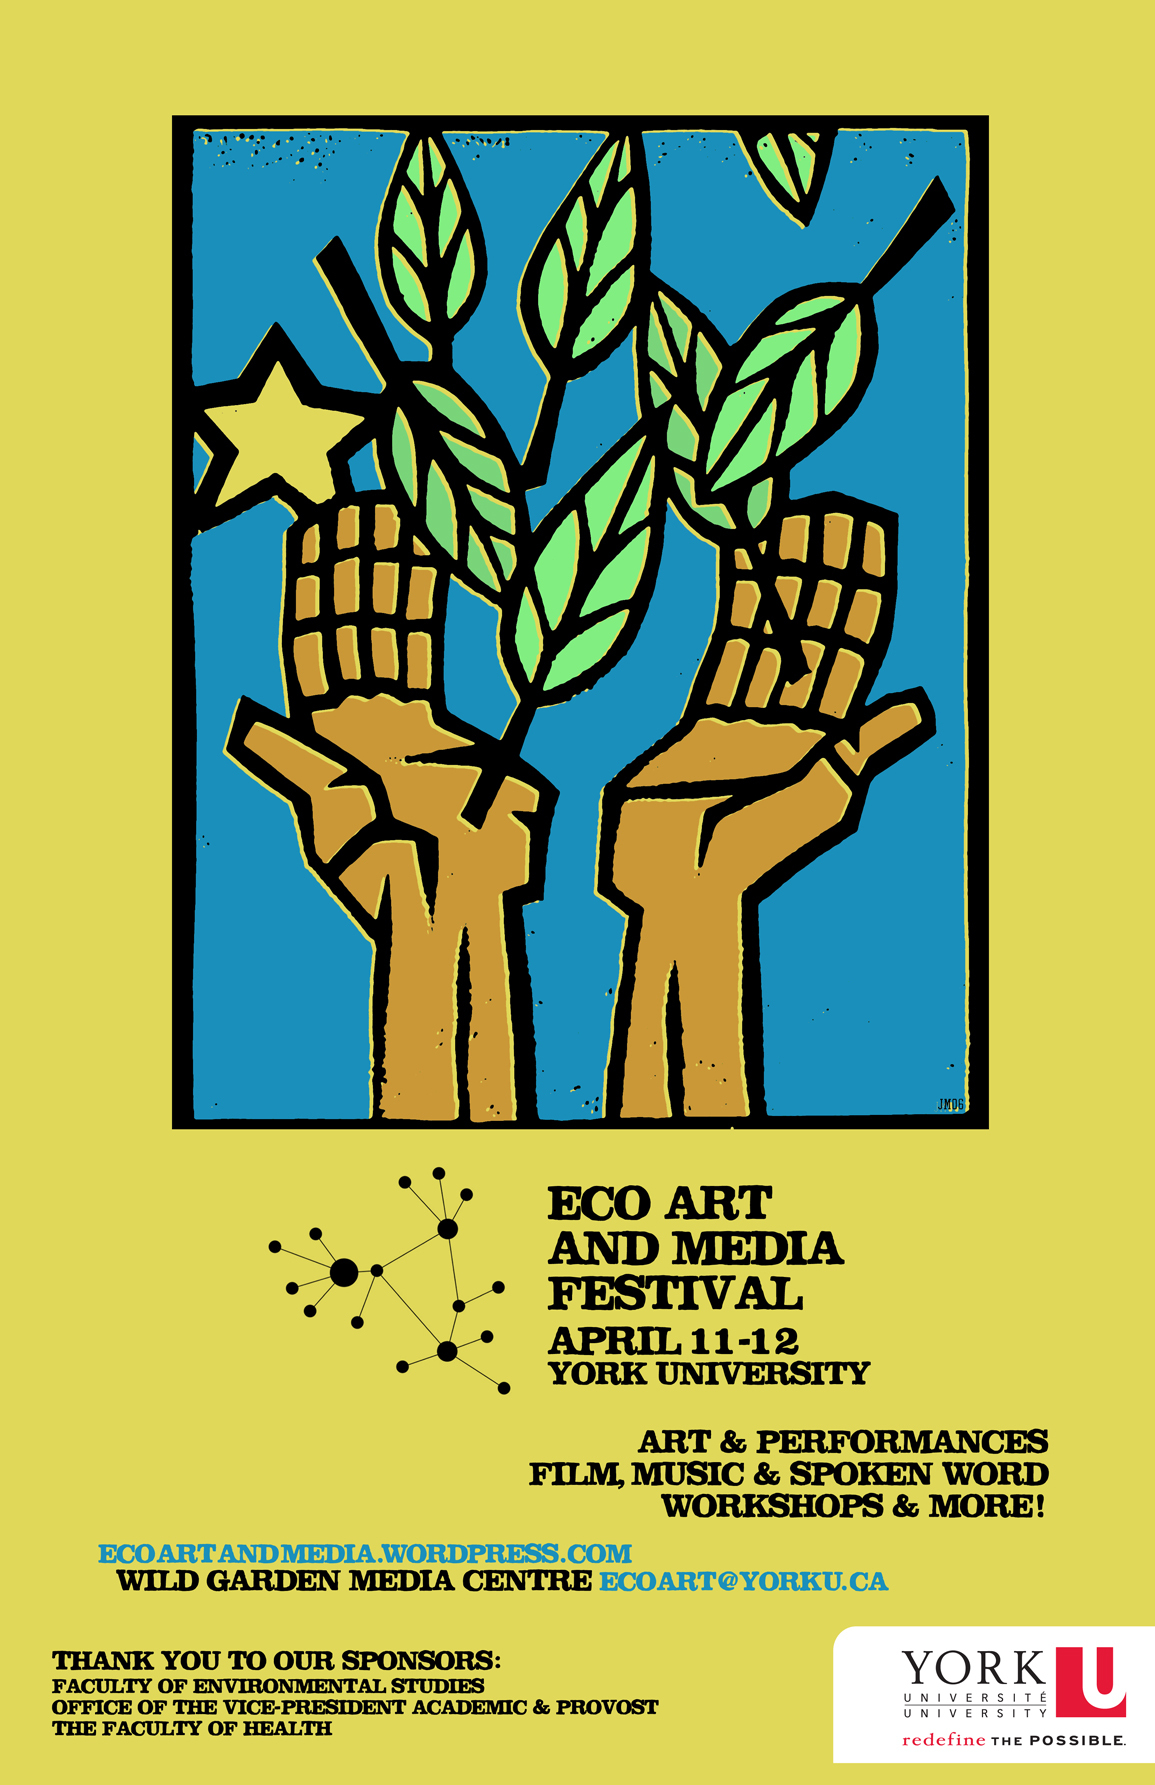 JM06
ECO ART
AND MEDIA
FESTIVAL
APRIL 11-12
YORK UNIVERSITY
ART & PERFORMANCES
FILM, MUSIC & SPOKEN WORD
WORKSHOPS & MORE!
ECOARTANDMEDIA.WORDPRESS.COM
WILD GARDEN MEDIA CENTRE ECOART@YORKU.CA
THANK YOU TO OUR SPONSORS:
FACULTY OF ENVIRONMENTAL STUDIES
OFFICE OF THE VICE-PRESIDENT ACADEMIC & PROVOST
THE FACULTY OF HEALTH
YORK U
UNIVERSITÉ
UNIVERSITY
redefine THE POSSIBLE.